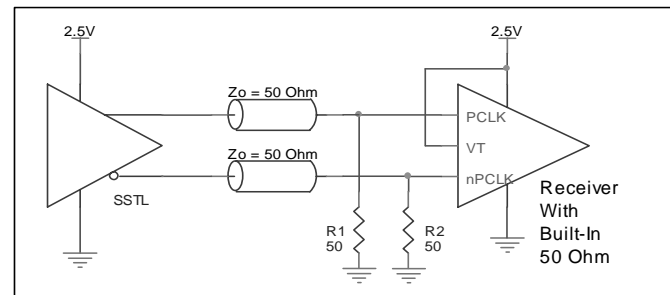 2.5V
2.5V
Zo = 50 Ohm
PCLK
VT
Zo = 50 Ohm
nPCLK
SSTL
R1
50
R2
50
Receiver
With
Built-In
50 Ohm